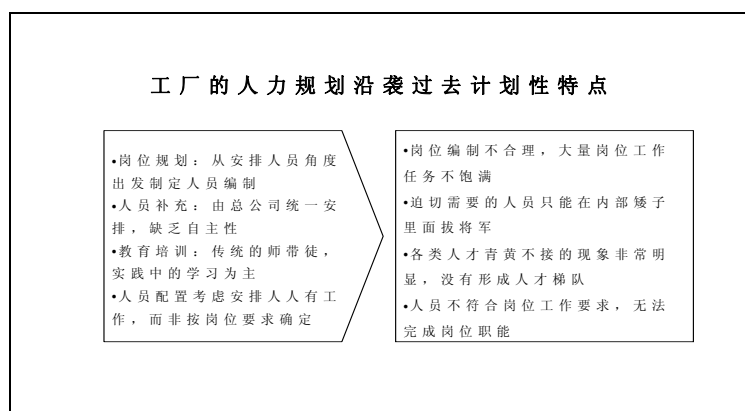 工厂的人力规划沿袭过去计划性特点
•岗位规划：从安排人员角度
出发制定人员编制
•人员补充：由总公司统一安
排，缺乏自主性
•教育培训：传统的师带徒，
实践中的学习为主
•人员配置考虑安排人人有工
作，而非按岗位要求确定
•岗位编制不合理，大量岗位工作
任务不饱满
•迫切需要的人员只能在内部矮子
里面拔将军
•各类人才青黄不接的现象非常明
显，没有形成人才梯队
•人员不符合岗位工作要求，无法
完成岗位职能